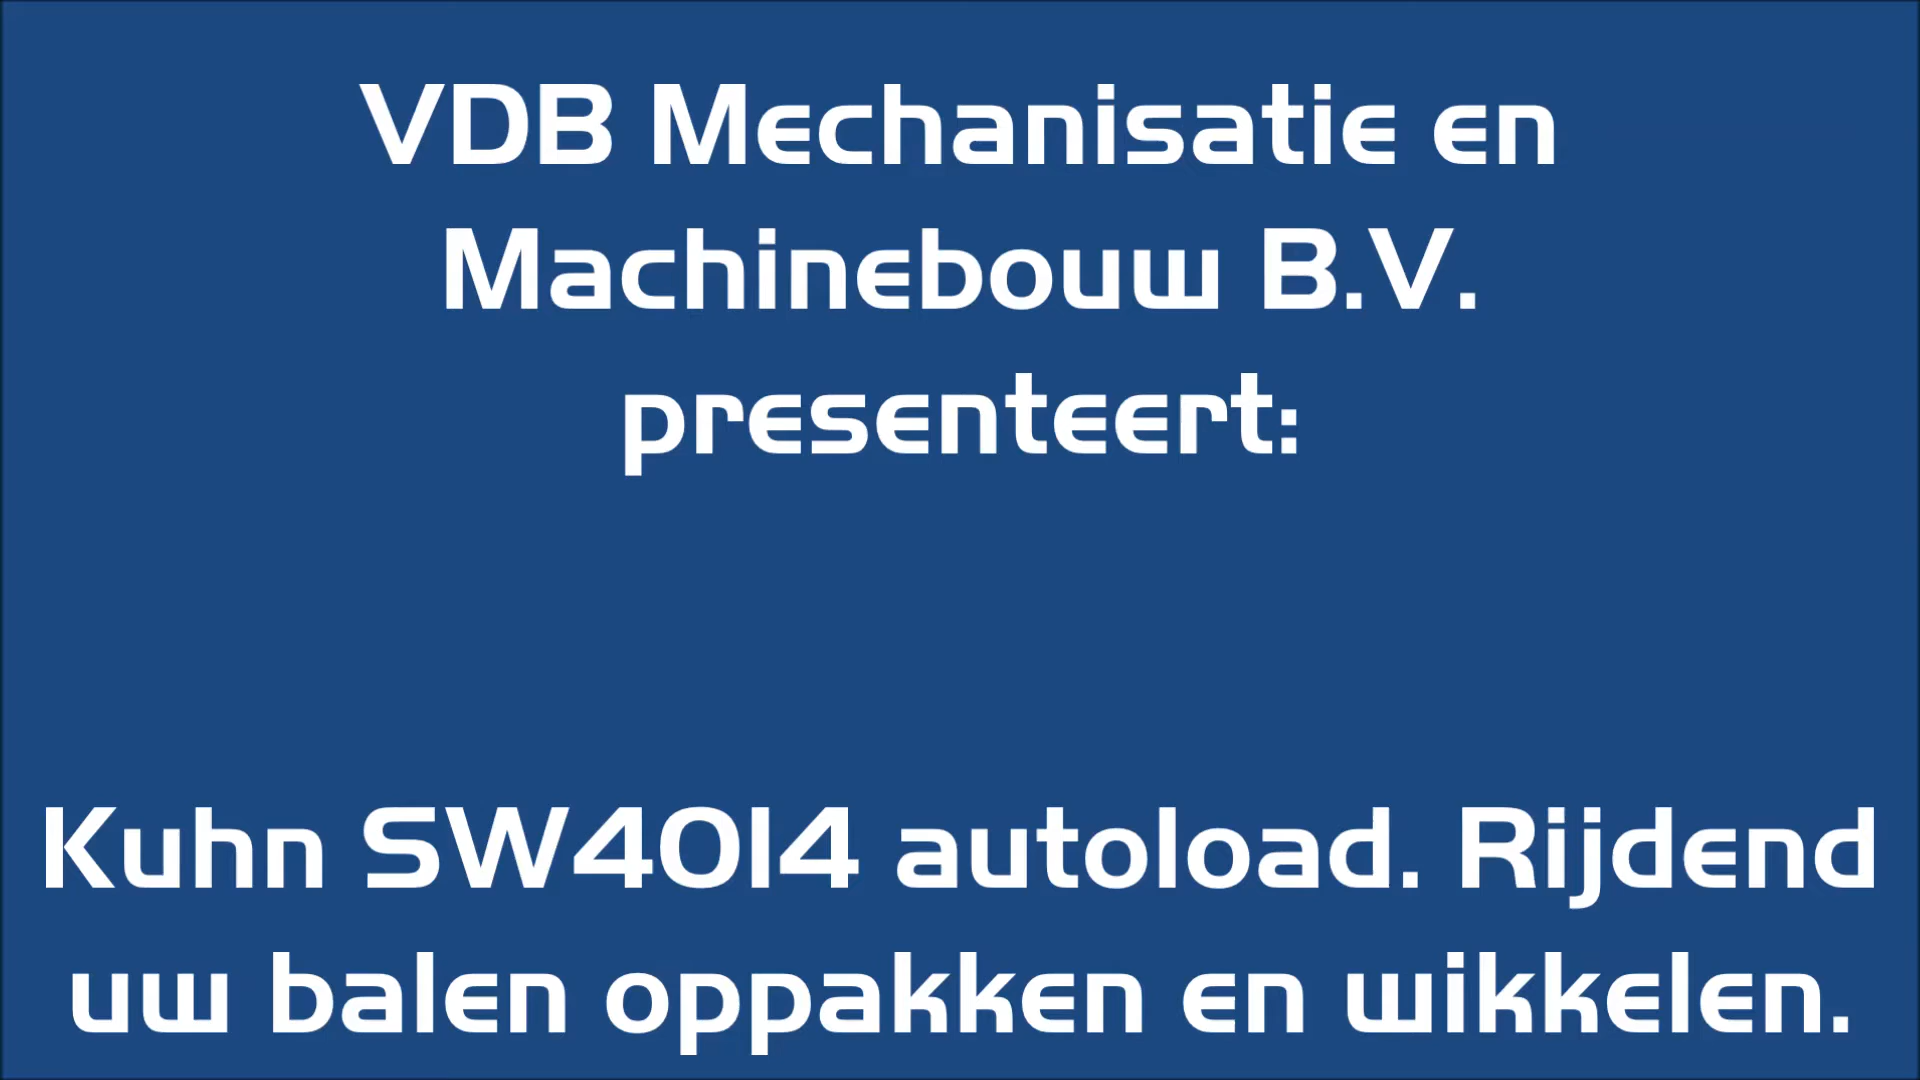 VDB Mechanisatie en
Machinebouw B.V.
presenteert:
Kuhn SW4014 autoload. Rijdend
uw balen oppakken en wikkelen.